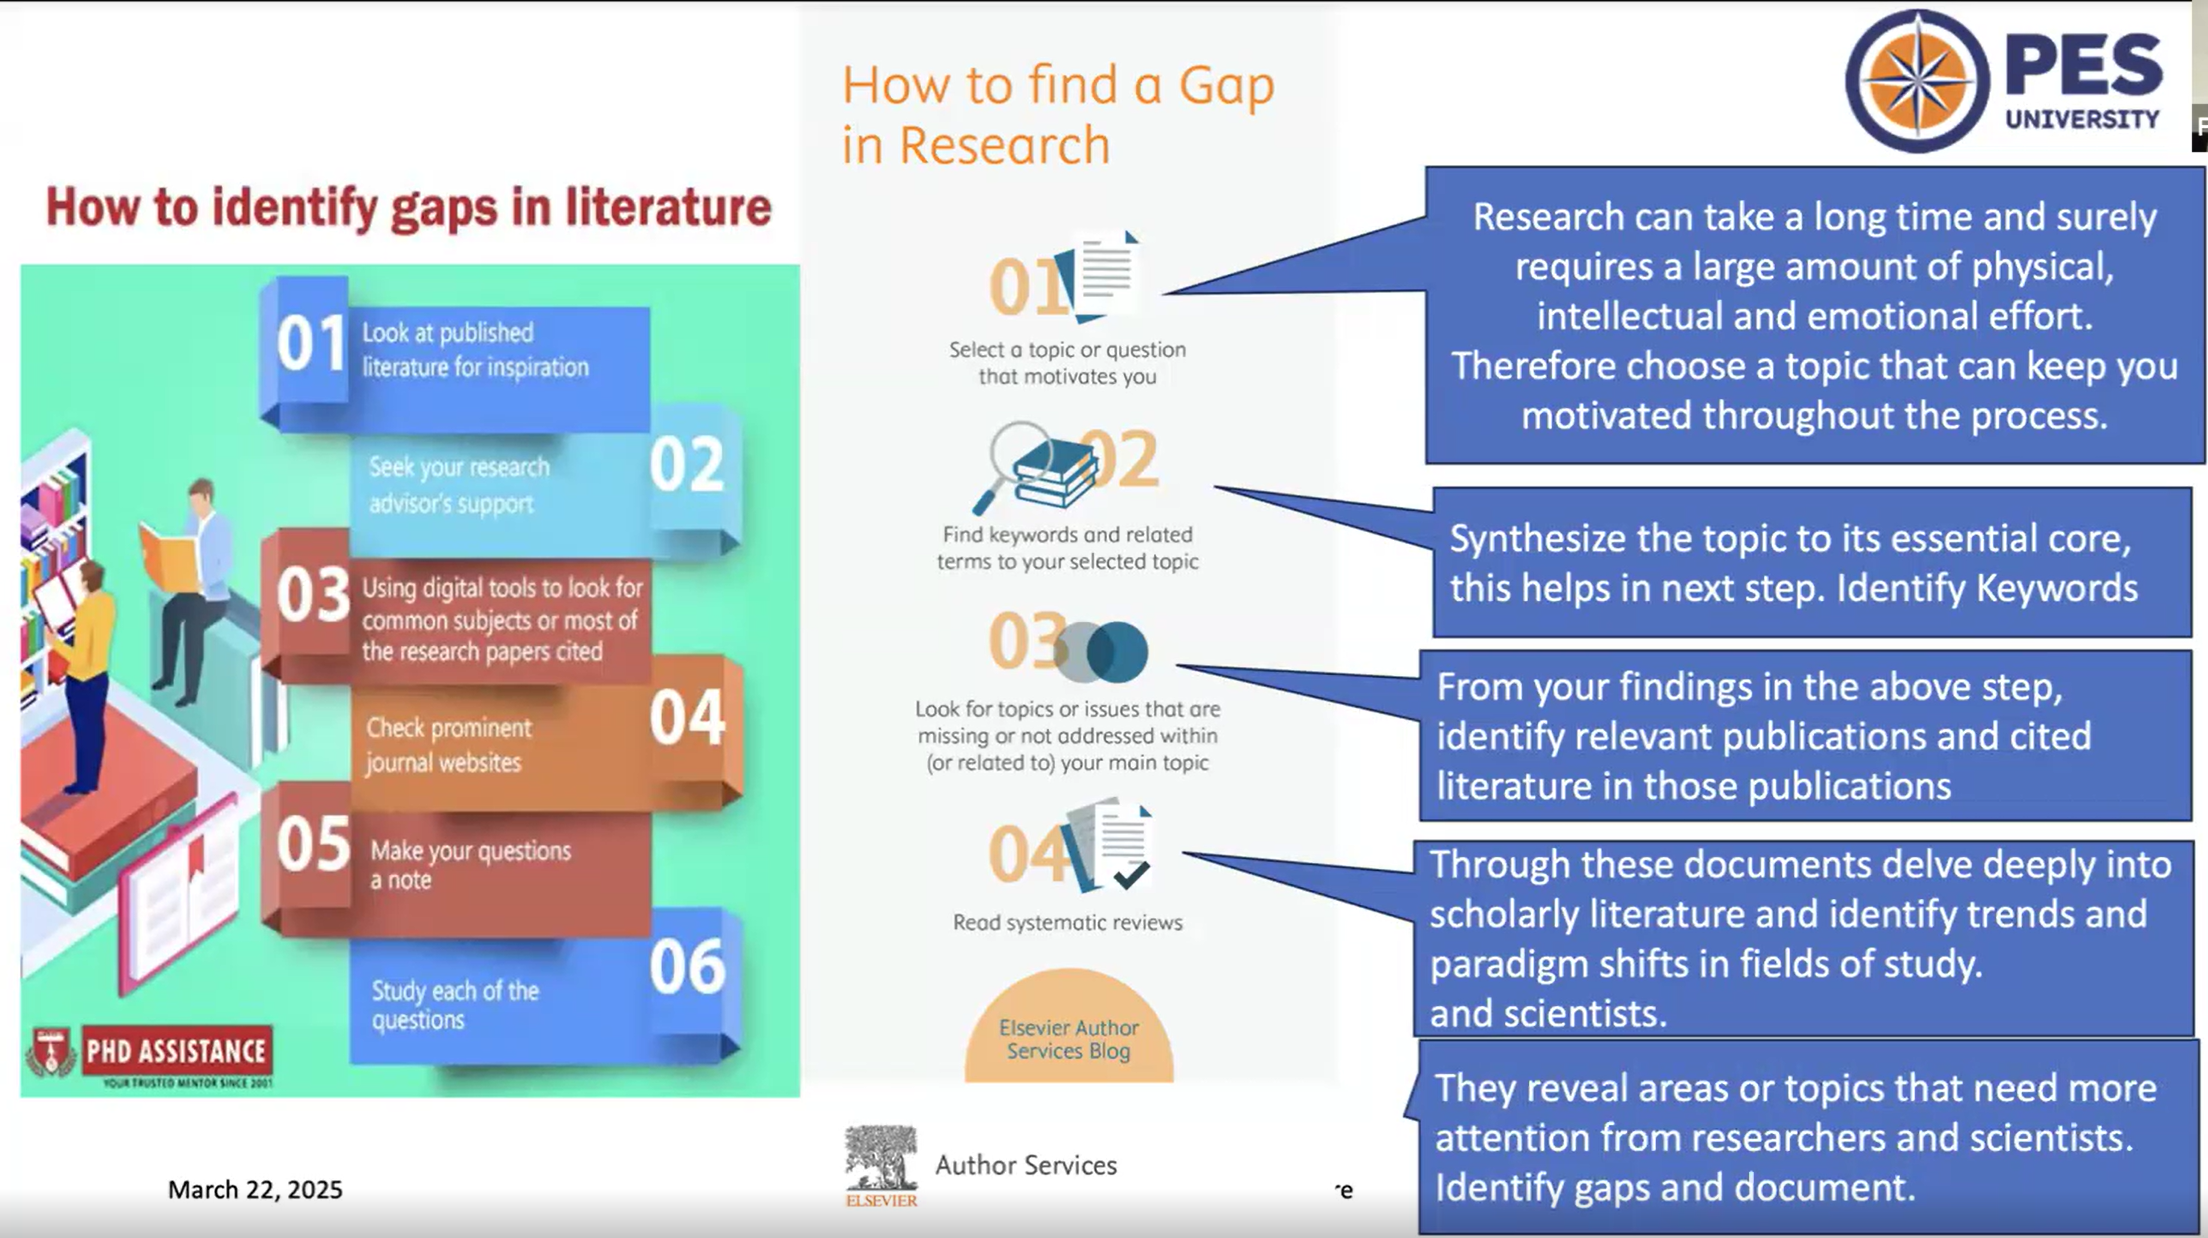 How to identify gaps in literature
01
Look at published
literature for inspiration
02
Seek your research
advisor's support
03
Using digital tools to look for
common subjects or most of
the research papers cited
04
Check prominent
journal websites
05
Make your questions
a note
06
Study each of the
questions
PHD ASSISTANCE
YOUR TRUSTED MENTOR SINCE 2001
March 22, 2025
How to find a Gap
in Research
01
Select a topic or question
that motivates you
02
Find keywords and related
terms to your selected topic
03
Look for topics or issues that are
missing or not addressed within
(or related to) your main topic
04
Read systematic reviews
Elsevier Author
Services Blog
ELSEVIER
Author Services
re
PES
UNIVERSITY
Research can take a long time and surely
requires a large amount of physical,
intellectual and emotional effort.
Therefore choose a topic that can keep you
motivated throughout the process.
Synthesize the topic to its essential core,
this helps in next step. Identify Keywords
From your findings in the above step,
identify relevant publications and cited
literature in those publications
Through these documents delve deeply into
scholarly literature and identify trends and
paradigm shifts in fields of study.
and scientists.
They reveal areas or topics that need more
attention from researchers and scientists.
Identify gaps and document.